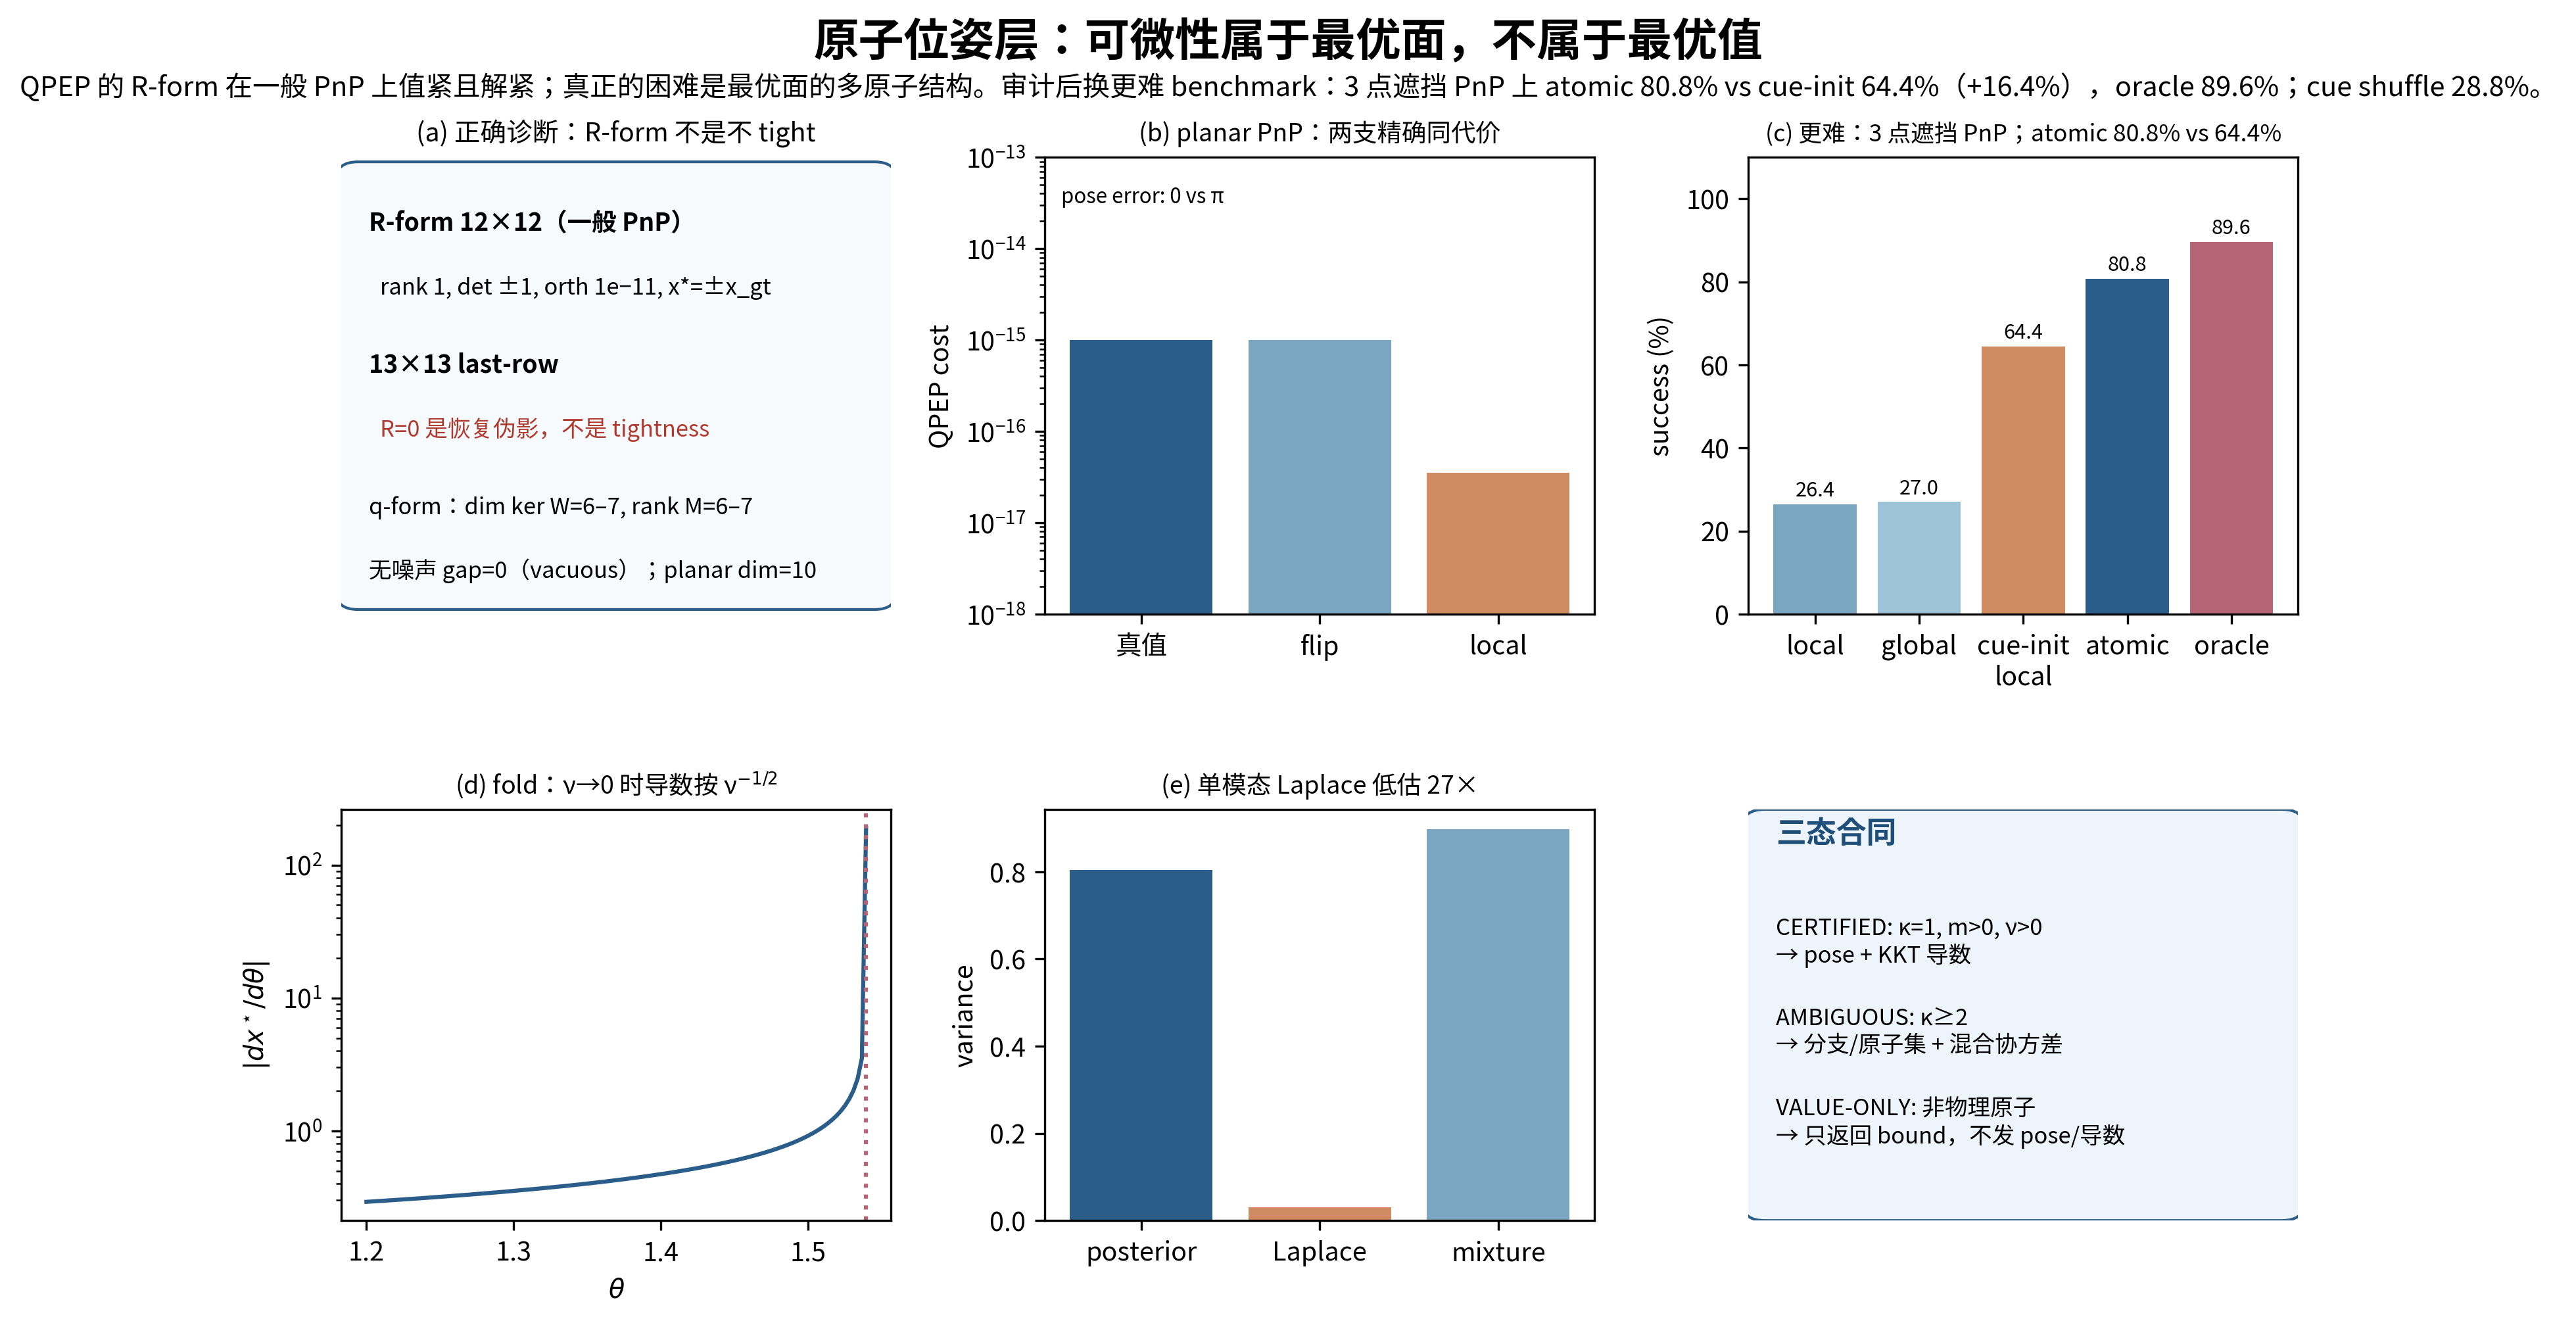 原子位姿层：可微性属于最优面，不属于最优值
QPEP 的 R-form 在一般 PnP 上值紧且解紧；真正的困难是最优面的多原子结构。审计后换更难 benchmark：3 点遮挡 PnP 上 atomic 80.8% vs cue-init 64.4%（+16.4%），oracle 89.6%；cue shuffle 28.8%。
(a) 正确诊断：R-form 不是不 tight
R-form 12×12（一般 PnP）
rank 1, det ±1, orth 1e−11, x*=±x_gt
13×13 last-row
R=0 是恢复伪影，不是 tightness
q-form：dim ker W=6–7, rank M=6–7
无噪声 gap=0（vacuous）；planar dim=10
(b) planar PnP：两支精确同代价
pose error: 0 vs π
QPEP cost
10⁻¹³
10⁻¹⁴
10⁻¹⁵
10⁻¹⁶
10⁻¹⁷
10⁻¹⁸
真值 flip local
(c) 更难：3 点遮挡 PnP；atomic 80.8% vs 64.4%
success (%)
100
80
60
40
20
0
26.4
27.0
64.4
80.8
89.6
local global cue-init atomic oracle
local
(d) fold：ν→0 时导数按 ν⁻¹ᐟ²
|dx⋆/dθ|
10²
10¹
10⁰
1.2 1.3 1.4 1.5
θ
(e) 单模态 Laplace 低估 27×
variance
0.8
0.6
0.4
0.2
0.0
posterior Laplace mixture
三态合同
CERTIFIED: κ=1, m>0, ν>0
→ pose + KKT 导数
AMBIGUOUS: κ≥2
→ 分支/原子集 + 混合协方差
VALUE-ONLY: 非物理原子
→ 只返回 bound，不发 pose/导数